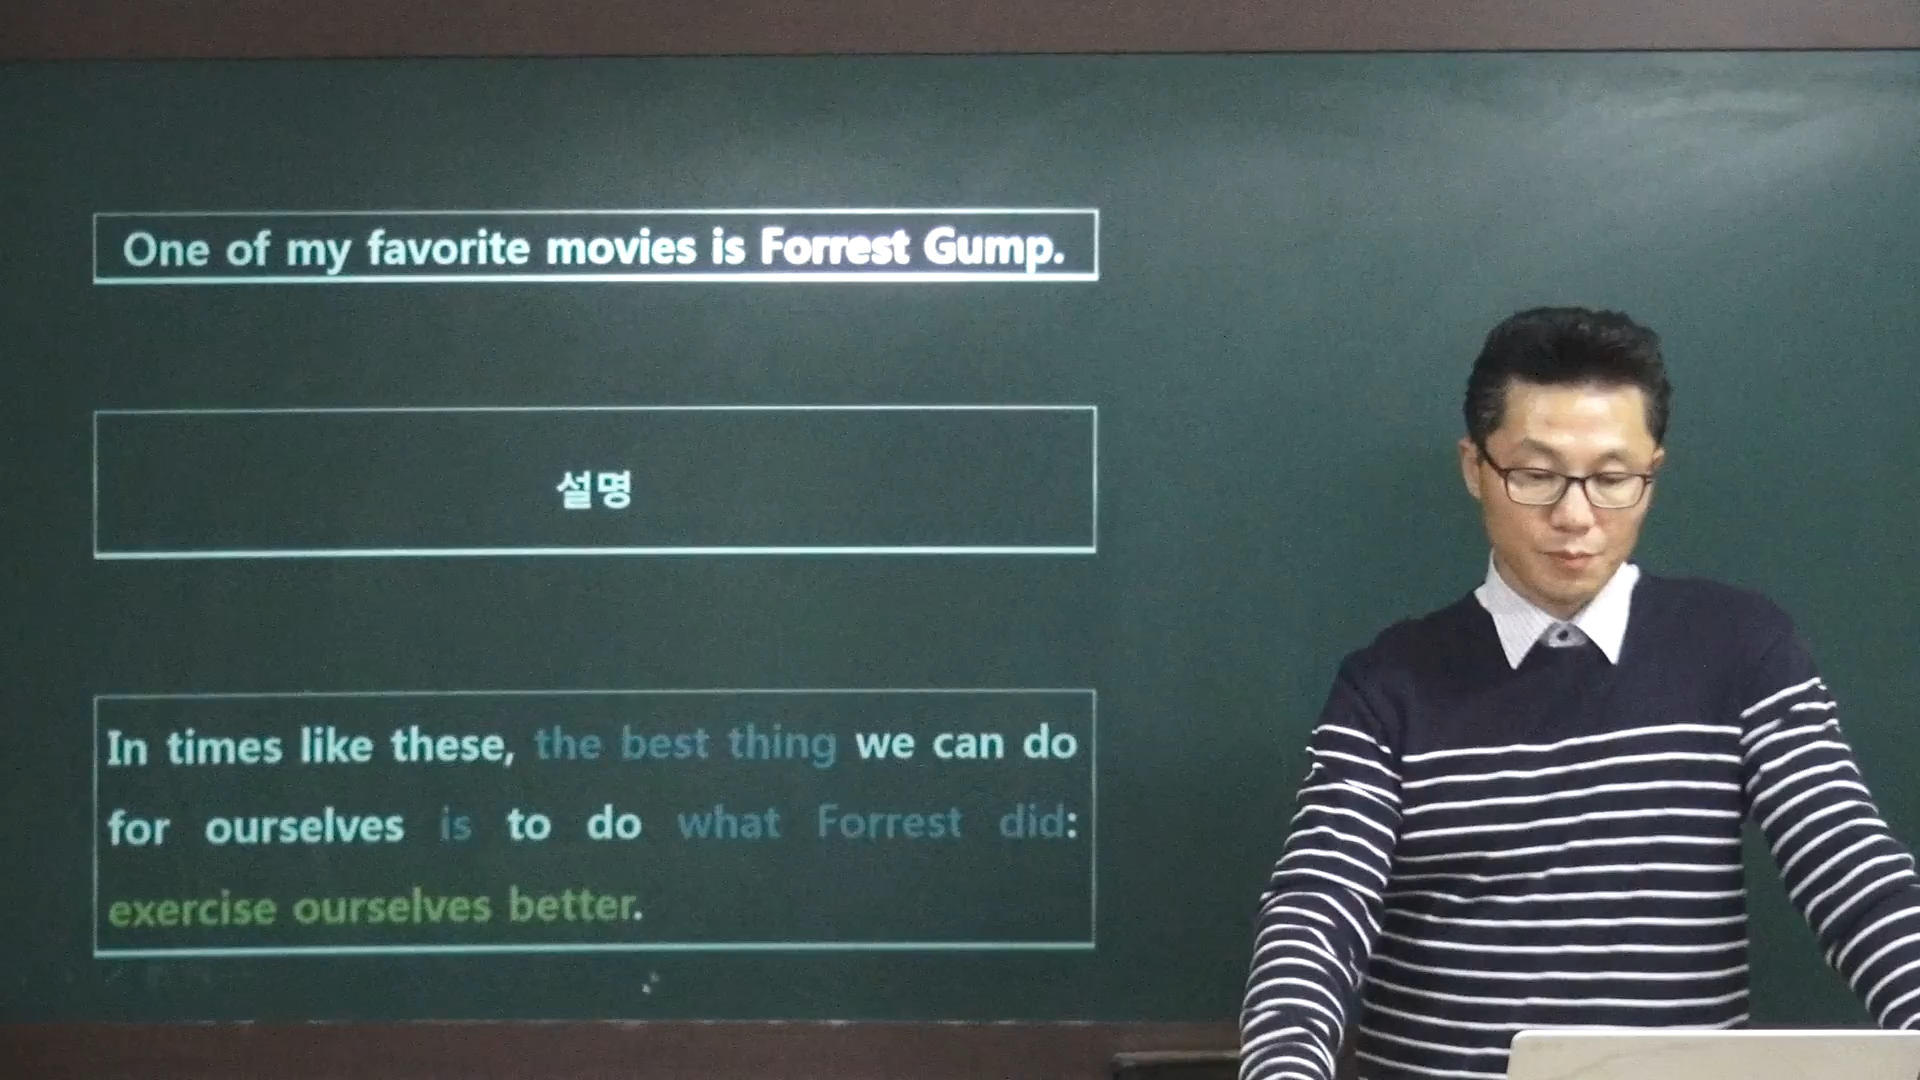 One of my favorite movies is Forrest Gump.
설명
In times like these, the best thing we can do
for ourselves is to do what Forrest did:
exercise ourselves better.